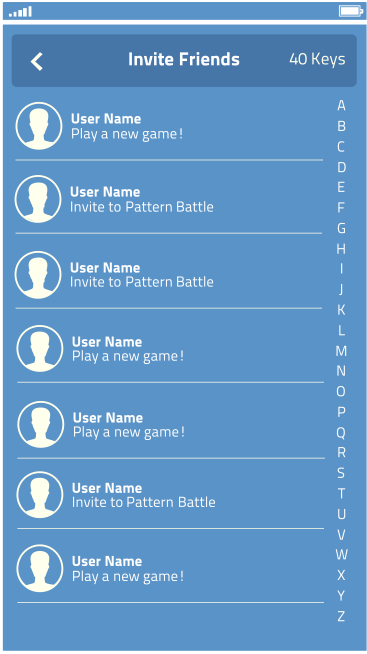 Invite Friends
40 Keys
User Name
Play a new game!
User Name
Invite to Pattern Battle
User Name
Invite to Pattern Battle
User Name
Play a new game!
User Name
Play a new game!
User Name
Invite to Pattern Battle
User Name
Play a new game!
A
B
C
D
E
F
G
H
I
J
K
L
M
N
O
P
Q
R
S
T
U
V
W
X
Y
Z